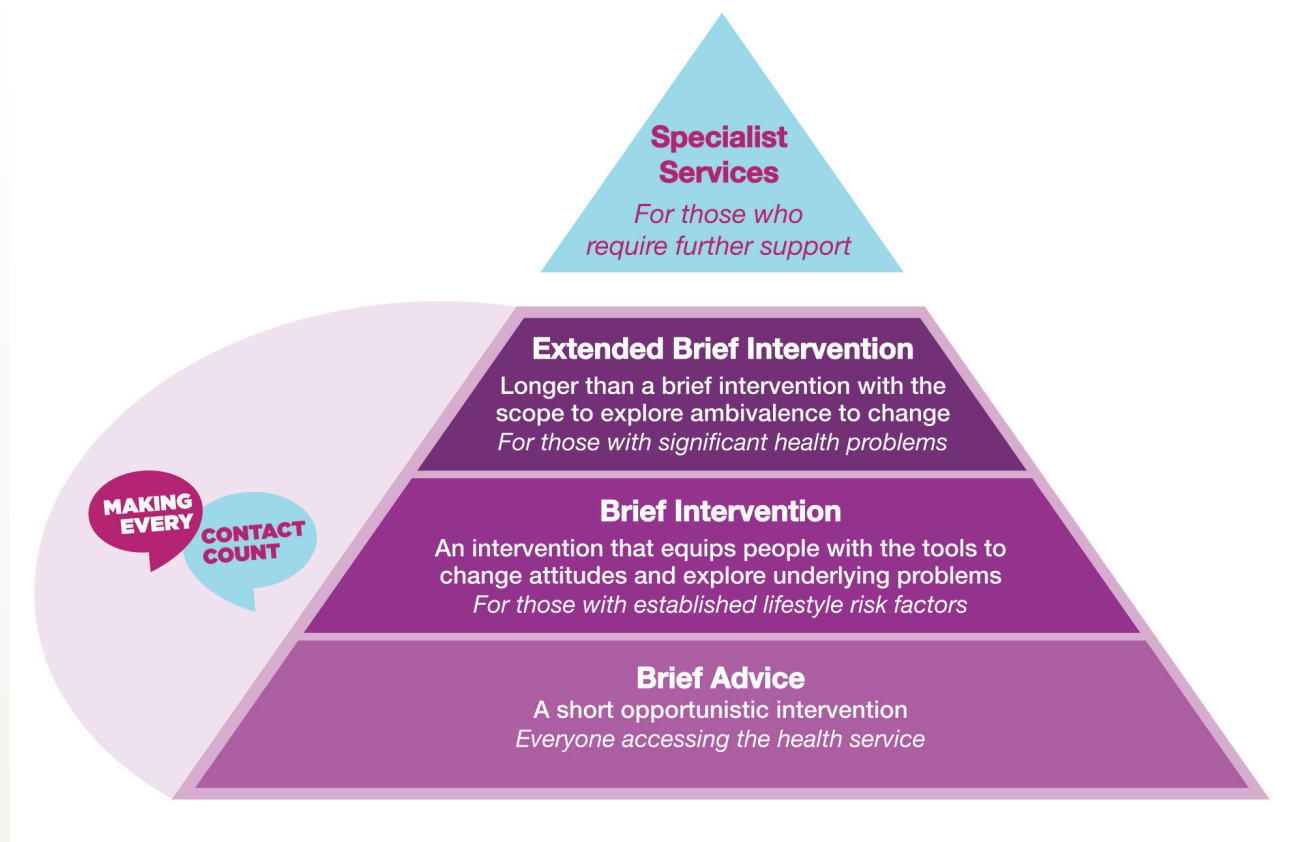 Specialist
Services
For those who
require further support
Extended Brief Intervention
Longer than a brief intervention with the
scope to explore ambivalence to change
For those with significant health problems
MAKING
EVERY
CONTACT
COUNT
Brief Intervention
An intervention that equips people with the tools to
change attitudes and explore underlying problems
For those with established lifestyle risk factors
Brief Advice
A short opportunistic intervention
Everyone accessing the health service